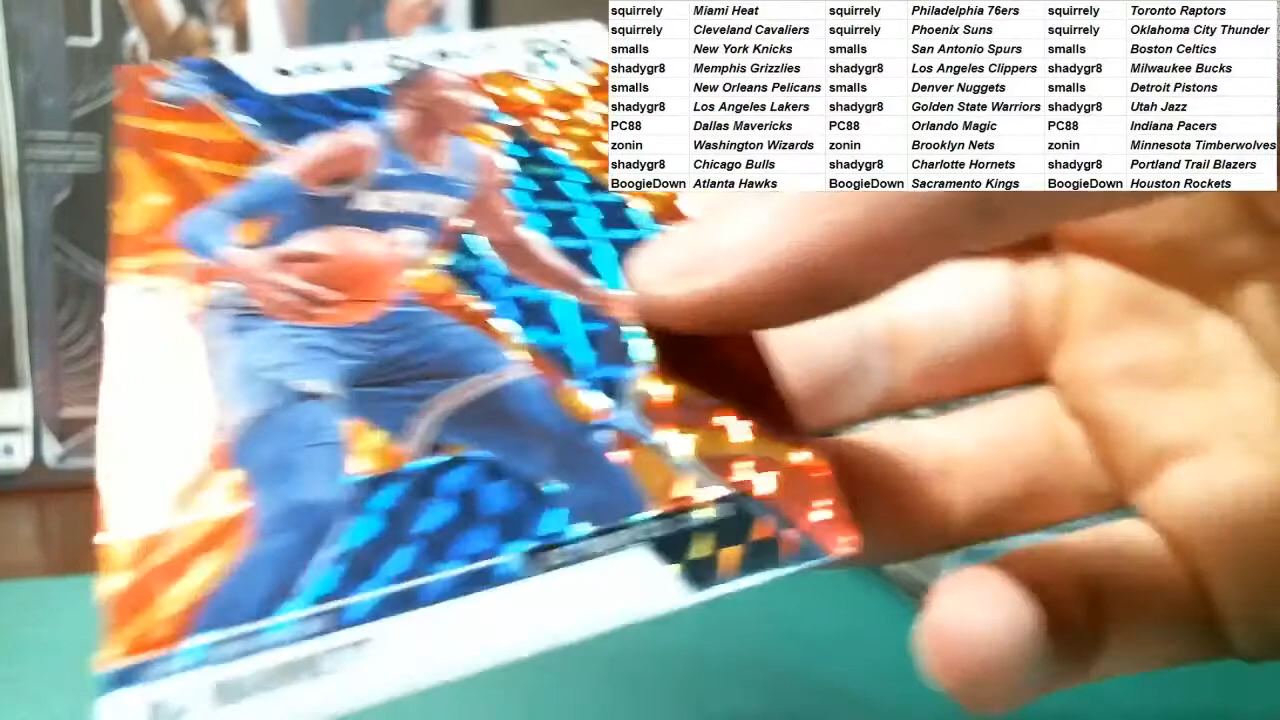 squirrely Miami Heat squirrely Philadelphia 76ers squirrely Toronto Raptors
squirrely Cleveland Cavaliers squirrely Phoenix Suns squirrely Oklahoma City Thunder
smalls New York Knicks smalls San Antonio Spurs smalls Boston Celtics
shadygr8 Memphis Grizzlies shadygr8 Los Angeles Clippers shadygr8 Milwaukee Bucks
smalls New Orleans Pelicans smalls Denver Nuggets smalls Detroit Pistons
shadygr8 Los Angeles Lakers shadygr8 Golden State Warriors shadygr8 Utah Jazz
PC88 Dallas Mavericks PC88 Orlando Magic PC88 Indiana Pacers
zonin Washington Wizards zonin Brooklyn Nets zonin Minnesota Timberwolves
shadygr8 Chicago Bulls shadygr8 Charlotte Hornets shadygr8 Portland Trail Blazers
BoogieDown Atlanta Hawks BoogieDown Sacramento Kings BoogieDown Houston Rockets